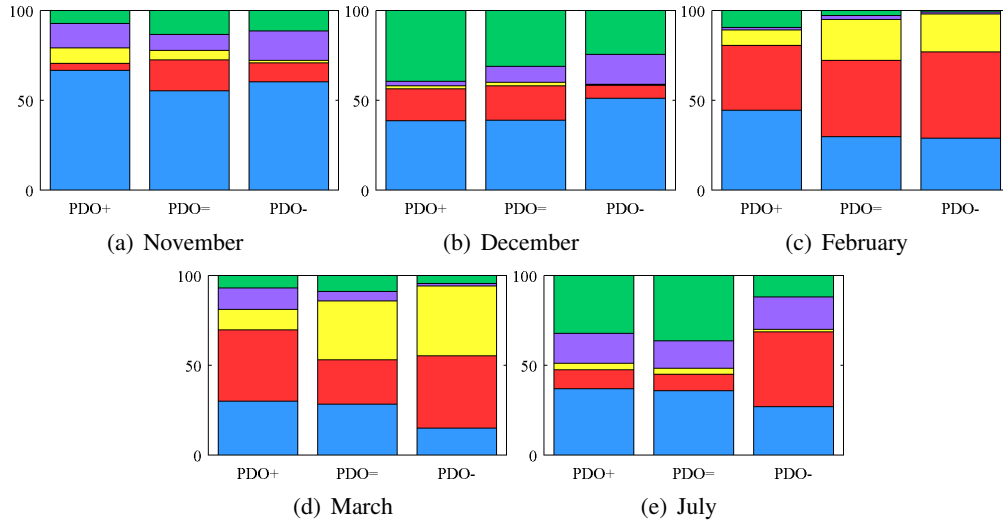 100
50
0
PDO+ PDO= PDO-
(a) November
100
50
0
PDO+ PDO= PDO-
(b) December
100
50
0
PDO+ PDO= PDO-
(c) February
100
50
0
PDO+ PDO= PDO-
(d) March
100
50
0
PDO+ PDO= PDO-
(e) July